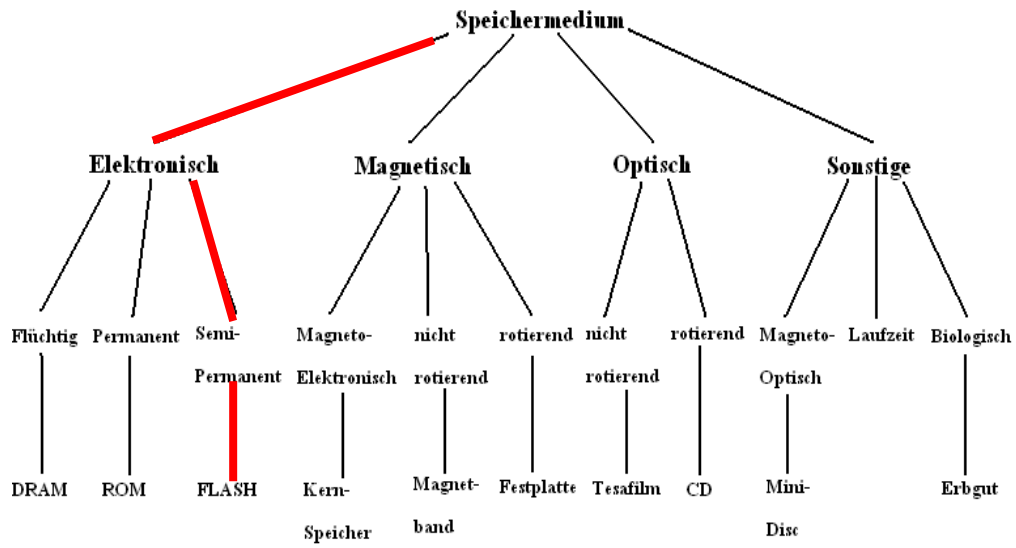 Speichermedium
Elektronisch Magnetisch Optisch Sonstige
Flüchtig Permanent Semi- Magneto- nicht rotierend nicht rotierend Magneto- Laufzeit Biologisch
Permanent Elektronisch rotierend rotierend Optisch
DRAM ROM FLASH Kern- Magnet- Festplatte Tesafilm CD Mini- Erbgut
Speicher band Disc